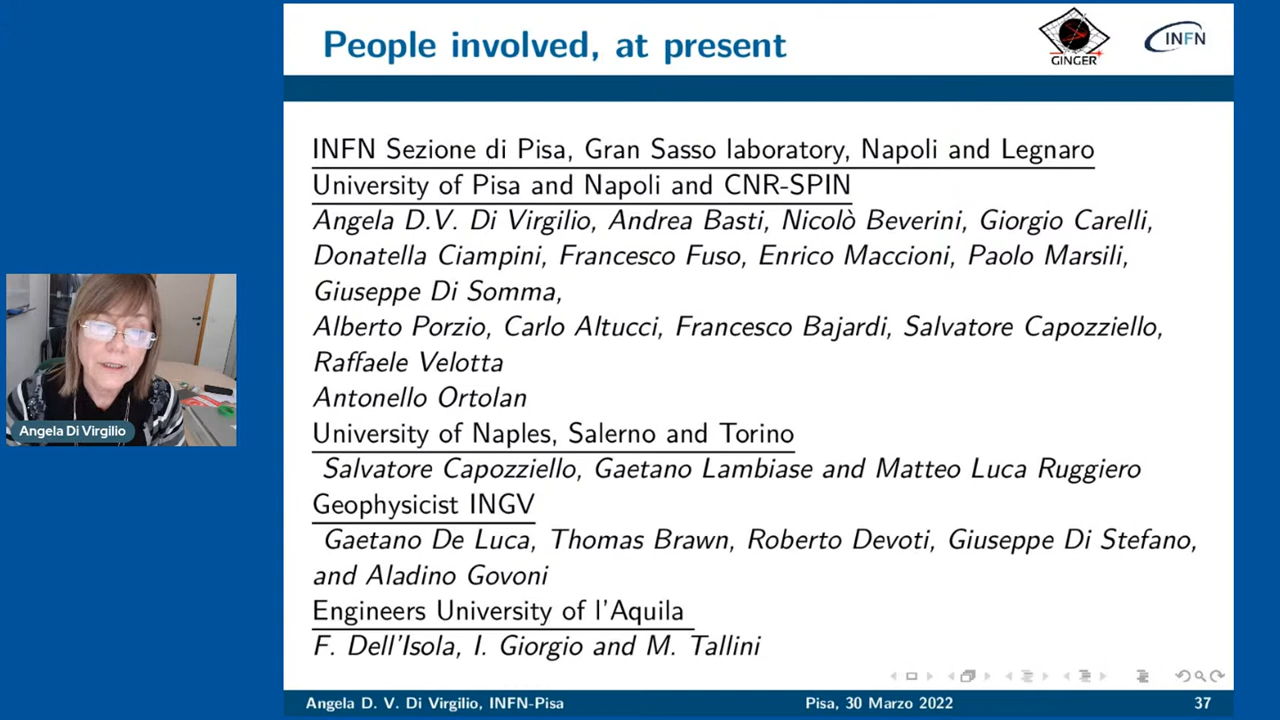 People involved, at present
GINGER
INFN
INFN Sezione di Pisa, Gran Sasso laboratory, Napoli and Legnaro
University of Pisa and Napoli and CNR-SPIN
Angela D.V. Di Virgilio, Andrea Basti, Nicolò Beverini, Giorgio Carelli,
Donatella Ciampini, Francesco Fuso, Enrico Maccioni, Paolo Marsili,
Giuseppe Di Somma,
Alberto Porzio, Carlo Altucci, Francesco Bajardi, Salvatore Capozziello,
Raffaele Velotta
Antonello Ortolan
University of Naples, Salerno and Torino
Salvatore Capozziello, Gaetano Lambiase and Matteo Luca Ruggiero
Geophysicist INGV
Gaetano De Luca, Thomas Brawn, Roberto Devoti, Giuseppe Di Stefano,
and Aladino Govoni
Engineers University of l'Aquila
F. Dell'Isola, I. Giorgio and M. Tallini
Angela Di Virgilio
Angela D. V. Di Virgilio, INFN-Pisa
Pisa, 30 Marzo 2022
37